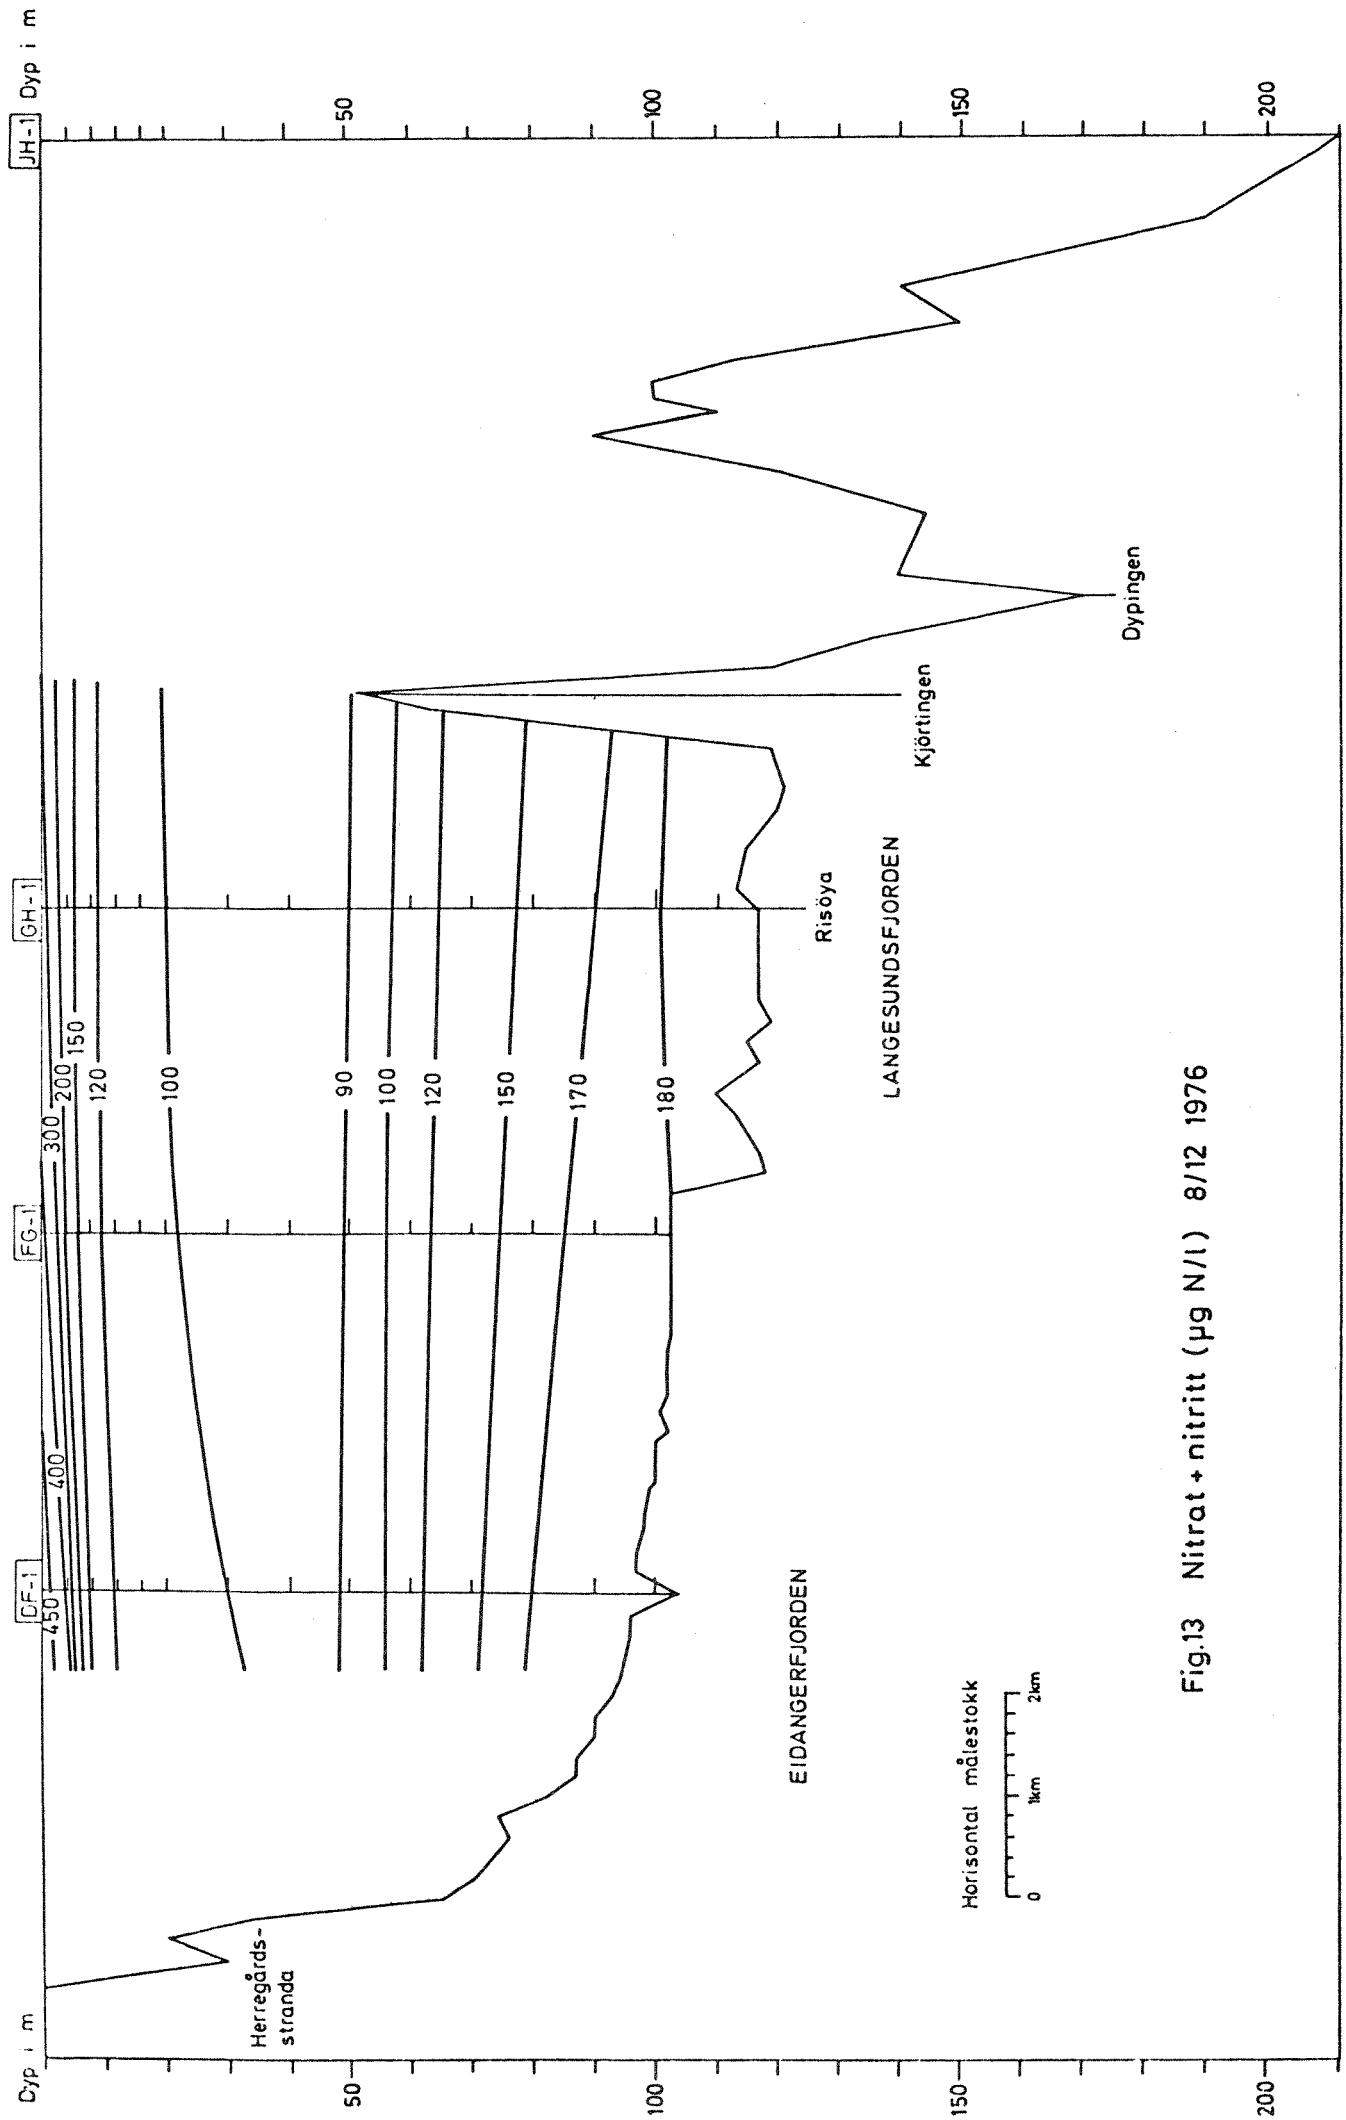 Dyp i m
DF-1
FG-1
GH-1
JH-1
Dyp i m
450
400
300
200
150
120
100
90
100
120
150
170
180
50
100
150
200
50
100
150
200
Herregårds-
stranda
EIDANGERFJORDEN
LANGESUNDSFJORDEN
Risöya
Kjörtingen
Dypingen
Horisontal målestokk
0 1km 2km
Fig.13 Nitrat + nitritt (µg N/l) 8/12 1976